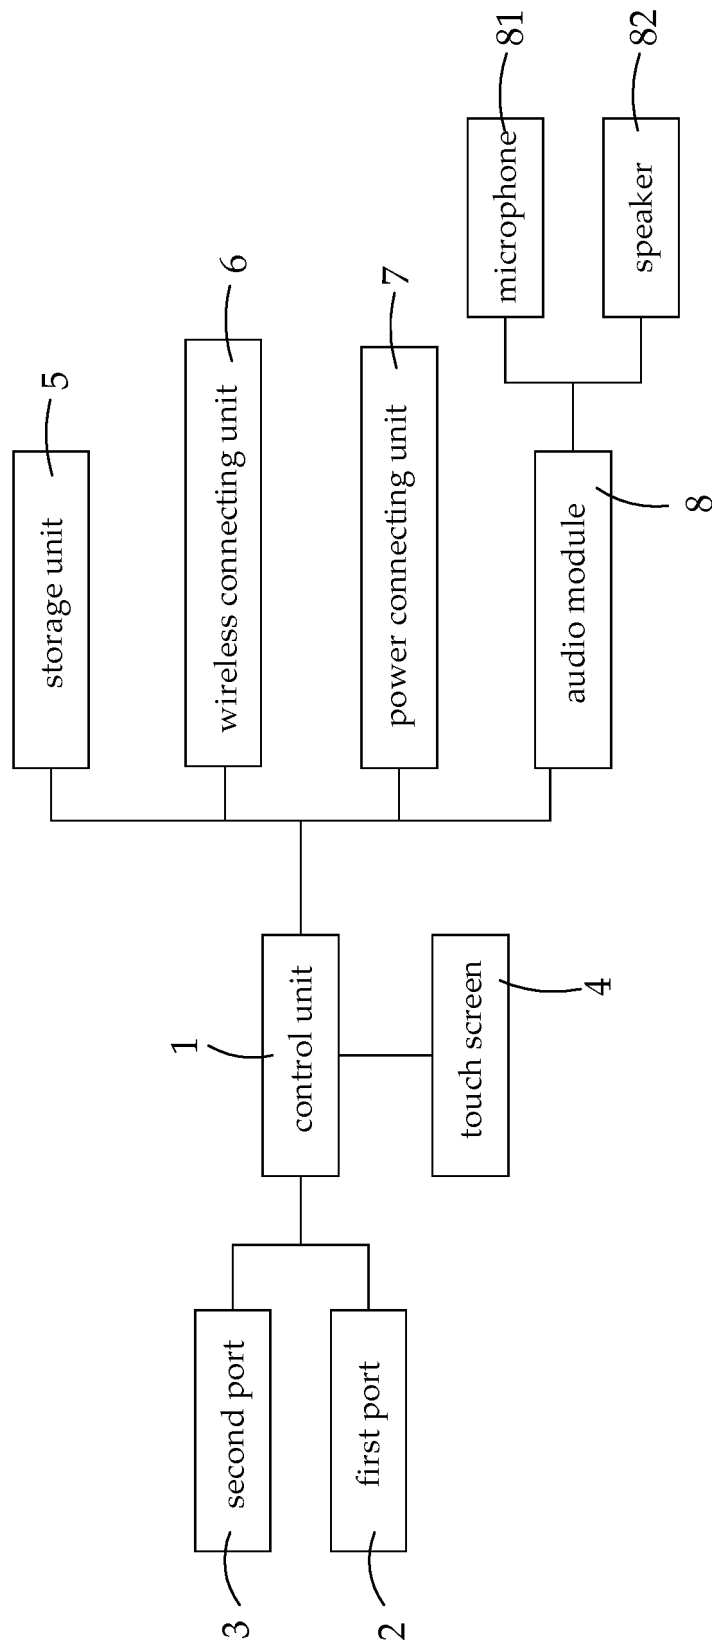 3
second port
2
first port
1
control unit
touch screen
4
storage unit
5
wireless connecting unit
6
power connecting unit
7
audio module
8
microphone
81
speaker
82